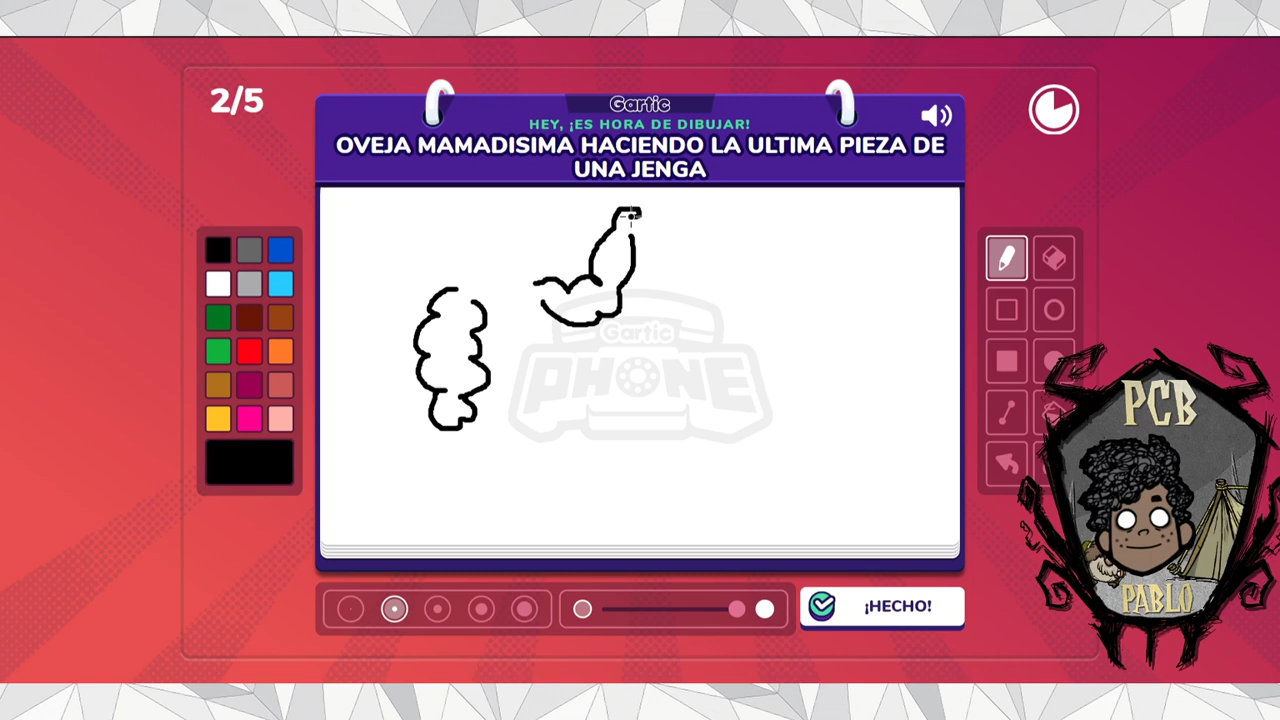 2/5
Gartic
HEY, ¡ES HORA DE DIBUJAR!
OVEJA MAMADISIMA HACIENDO LA ULTIMA PIEZA DE
UNA JENGA
Gartic
PHONE
¡HECHO!
PCB
PABLO